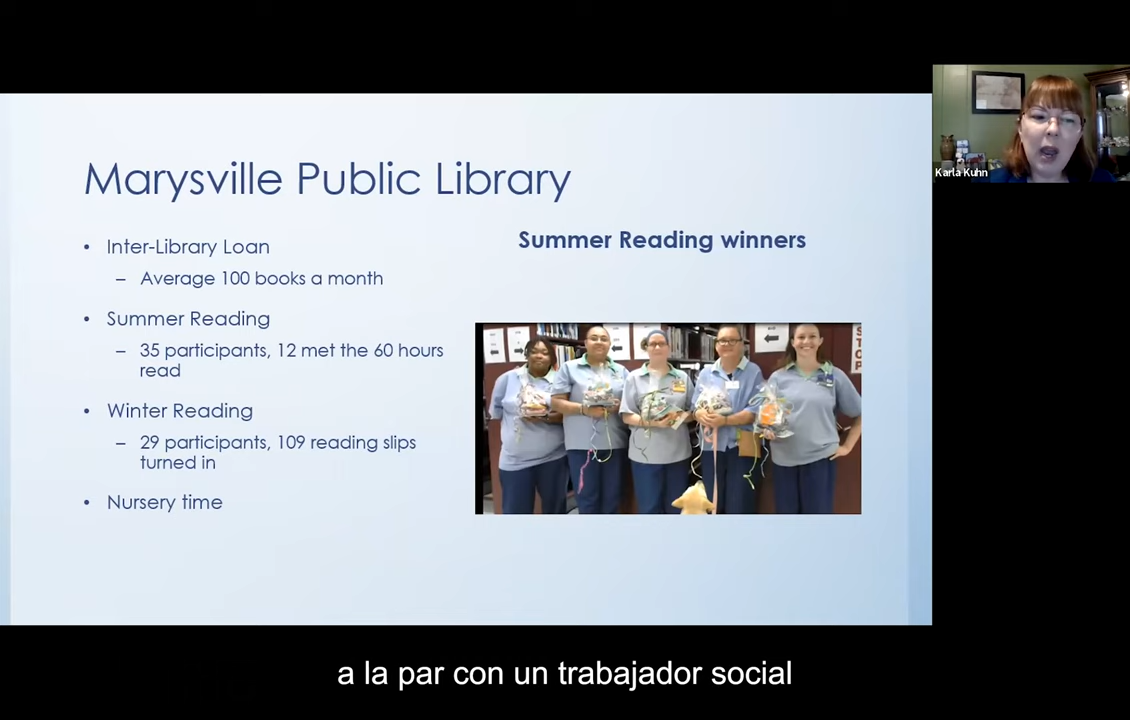 Marysville Public Library
• Inter-Library Loan
– Average 100 books a month
• Summer Reading
– 35 participants, 12 met the 60 hours
read
• Winter Reading
– 29 participants, 109 reading slips
turned in
• Nursery time
Summer Reading winners
S
T
O
P
Karla Kuhn
a la par con un trabajador social